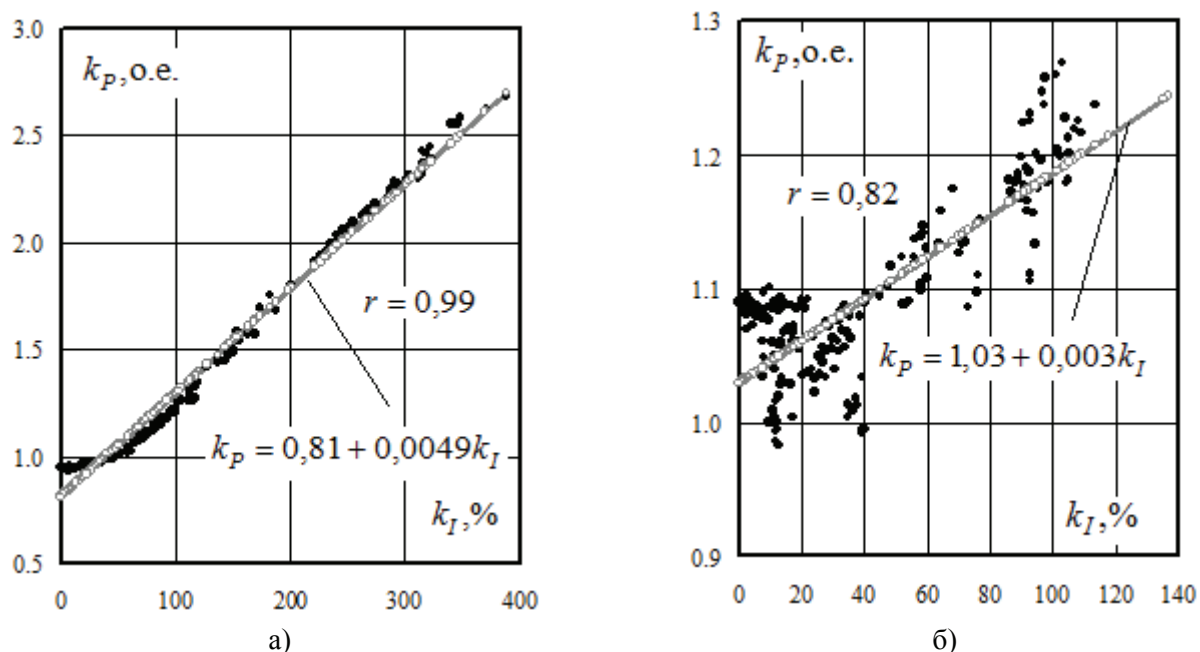 3.0
k_P, о.е.
2.5
2.0
r = 0,99
1.5
k_P = 0,81 + 0,0049k_I
1.0
k_I, %
0.5
0 100 200 300 400
а)
1.3
k_P, о.е.
1.2
r = 0,82
1.1
k_P = 1,03 + 0,003k_I
1.0
k_I, %
0.9
0 20 40 60 80 100 120 140
б)